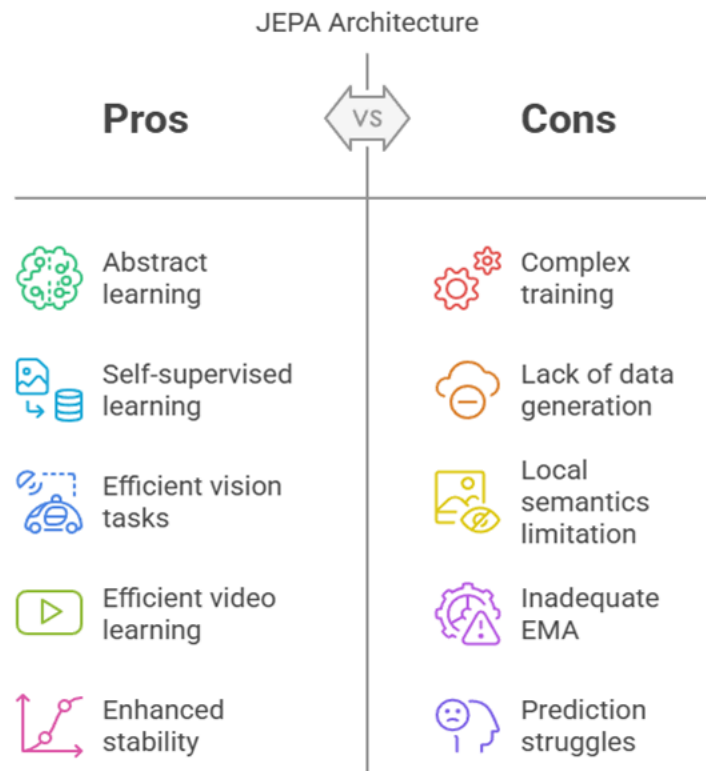 JEPA Architecture
Pros
VS
Cons
Abstract
learning
Complex
training
Self-supervised
learning
Lack of data
generation
Efficient vision
tasks
Local
semantics
limitation
Efficient video
learning
Inadequate
EMA
Enhanced
stability
Prediction
struggles